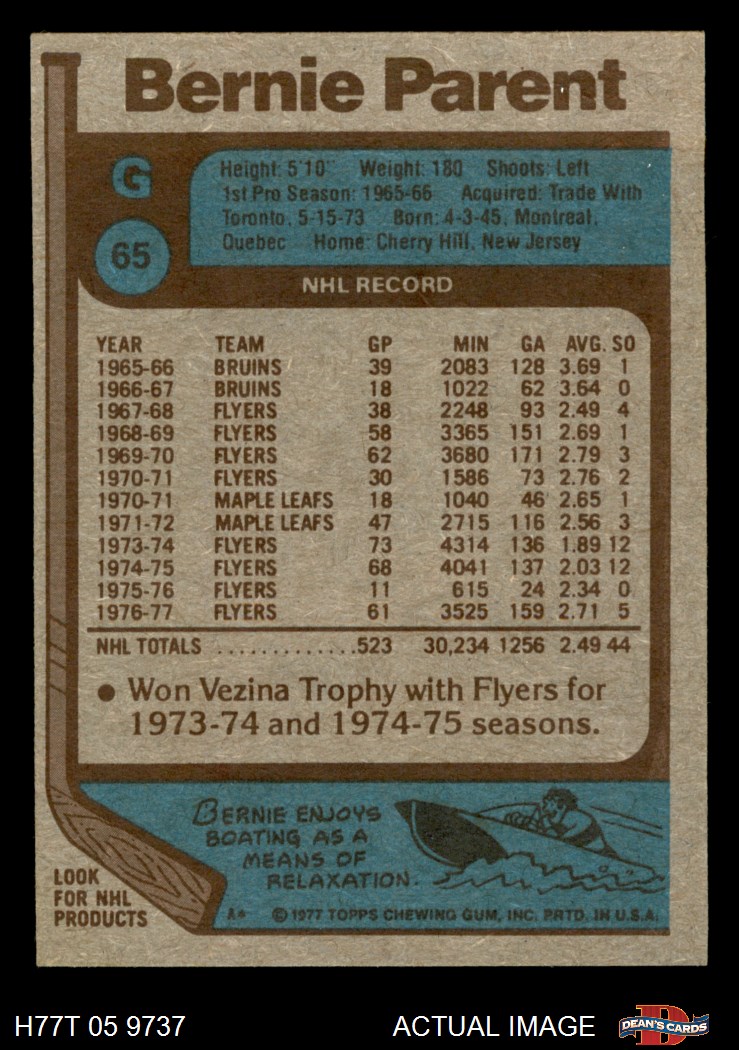 Bernie Parent
G
65
Height: 5'10" Weight: 180 Shoots: Left
1st Pro Season: 1965-66 Acquired: Trade With
Toronto, 5-15-73 Born: 4-3-45, Montreal,
Quebec Home: Cherry Hill, New Jersey
NHL RECORD
YEAR TEAM GP MIN GA AVG. SO
1965-66 BRUINS 39 2083 128 3.69 1
1966-67 BRUINS 18 1022 62 3.64 0
1967-68 FLYERS 38 2248 93 2.49 4
1968-69 FLYERS 58 3365 151 2.69 1
1969-70 FLYERS 62 3680 171 2.79 3
1970-71 FLYERS 30 1586 73 2.76 2
1970-71 MAPLE LEAFS 18 1040 46 2.65 1
1971-72 MAPLE LEAFS 47 2715 116 2.56 3
1973-74 FLYERS 73 4314 136 1.89 12
1974-75 FLYERS 68 4041 137 2.03 12
1975-76 FLYERS 11 615 24 2.34 0
1976-77 FLYERS 61 3525 159 2.71 5
NHL TOTALS .............523 30,234 1256 2.49 44
• Won Vezina Trophy with Flyers for
1973-74 and 1974-75 seasons.
BERNIE ENJOYS
BOATING AS A
MEANS OF
RELAXATION.
LOOK
FOR NHL
PRODUCTS
A* © 1977 TOPPS CHEWING GUM, INC. PRTD. IN U.S.A.
H77T 05 9737 ACTUAL IMAGE
D
DEAN'S CARDS